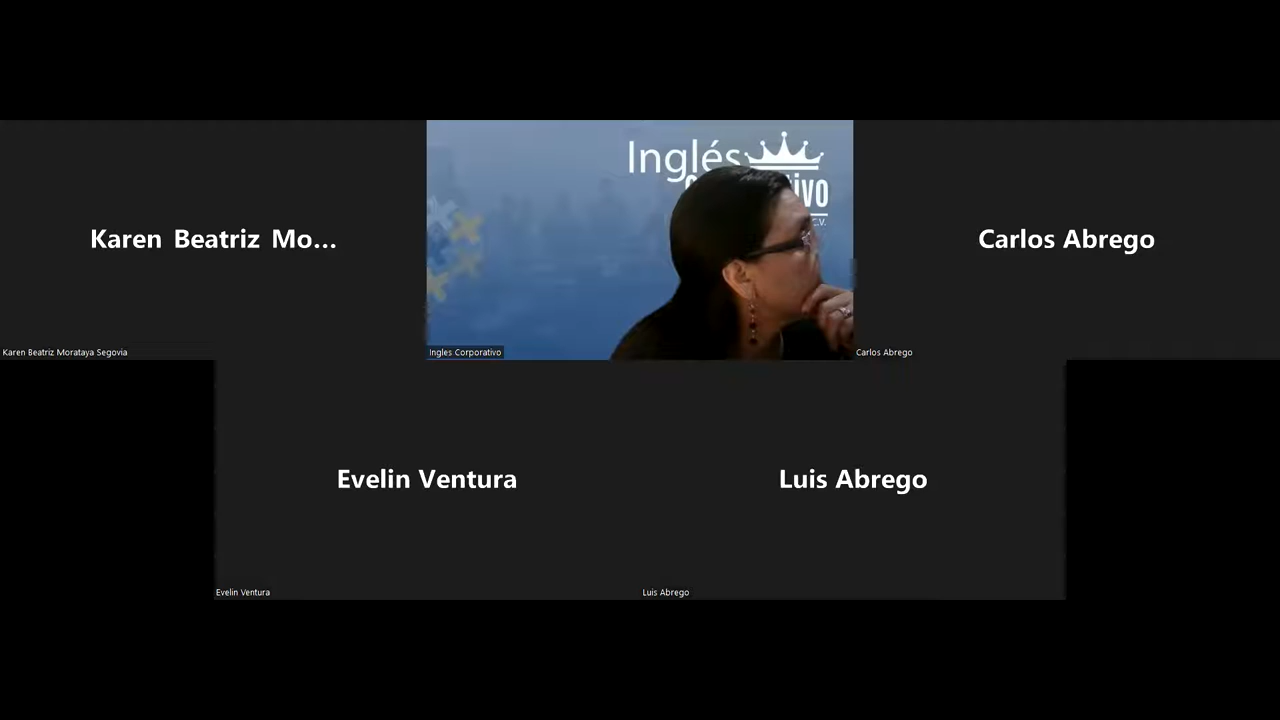 Karen Beatriz Mo...
Karen Beatriz Morataya Segovia
Inglés
C.V.
Ingles Corporativo
Carlos Abrego
Carlos Abrego
Evelin Ventura
Evelin Ventura
Luis Abrego
Luis Abrego